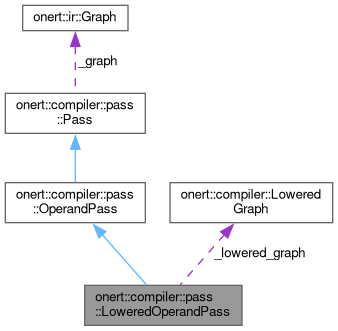 onert::ir::Graph
_graph
onert::compiler::pass
::Pass
onert::compiler::pass
::OperandPass
onert::compiler::Lowered
Graph
_lowered_graph
onert::compiler::pass
::LoweredOperandPass